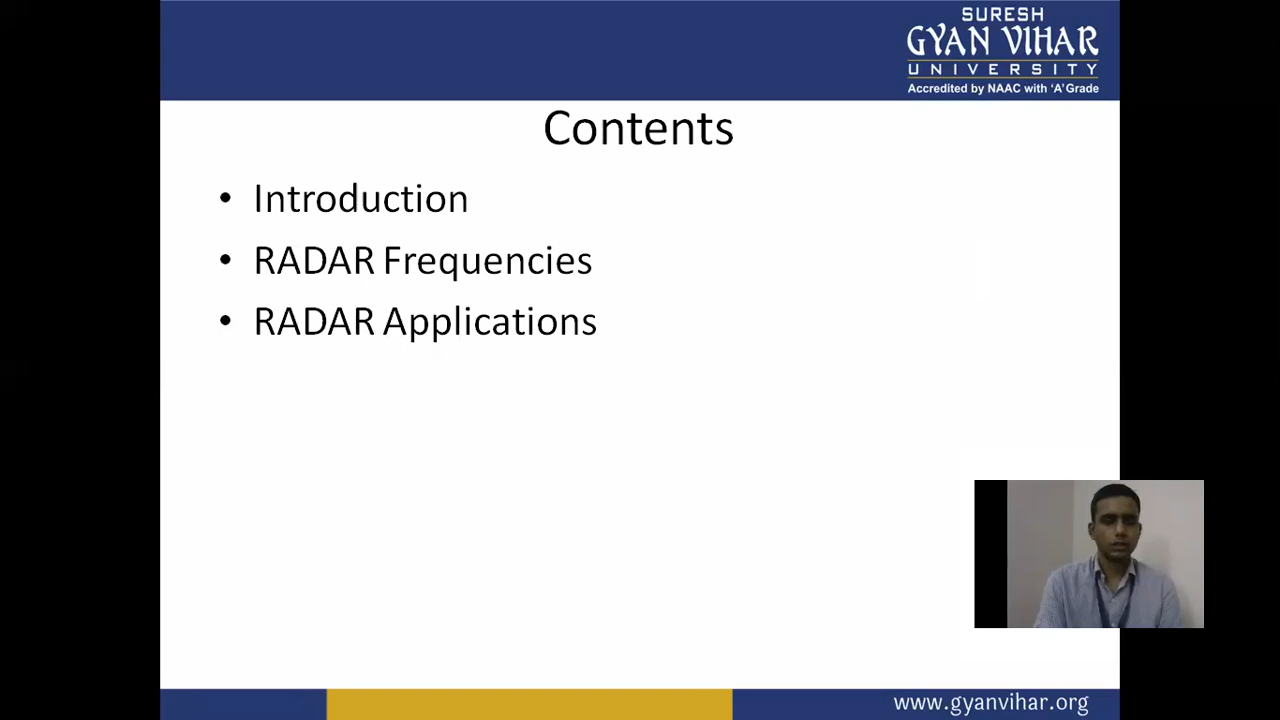 SURESH
GYAN VIHAR
UNIVERSITY
Accredited by NAAC with 'A' Grade
Contents
• Introduction
• RADAR Frequencies
• RADAR Applications
www.gyanvihar.org